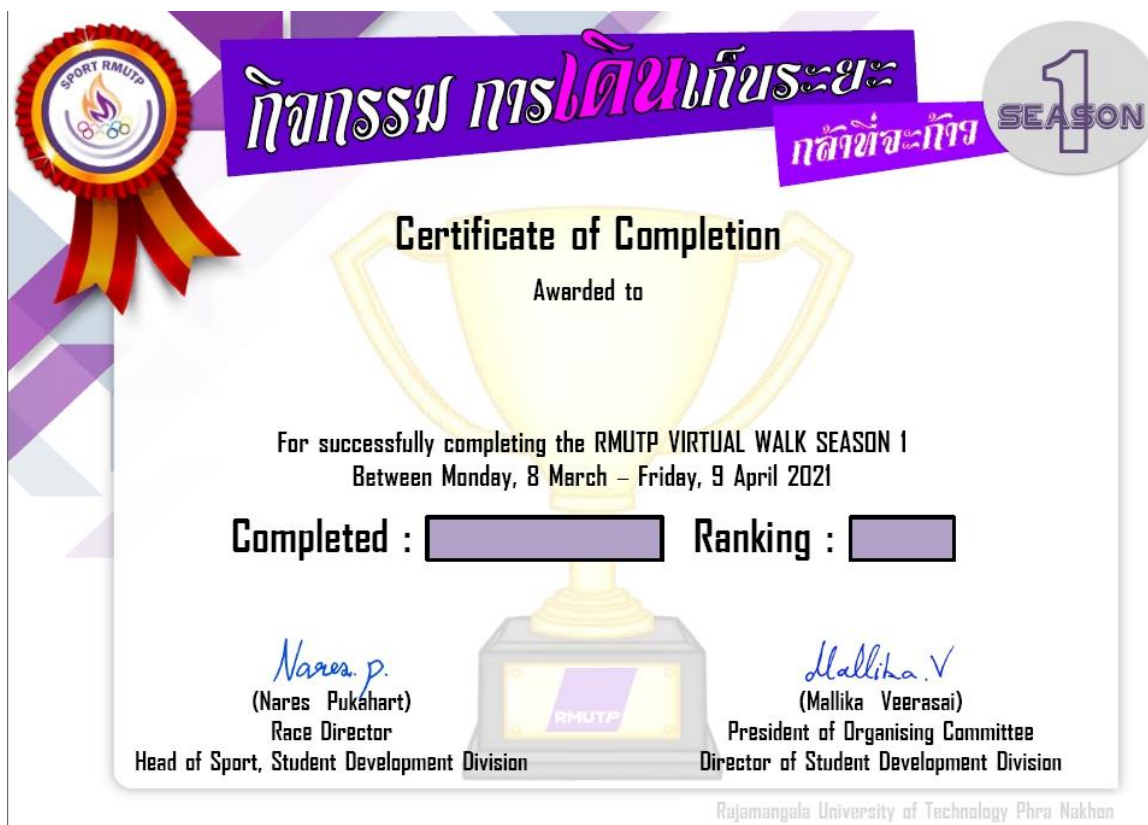 SPORT RMUTP
กิจกรรม การเดินเก็บระยะ
กล้าที่จะก้าว
1
SEASON
Certificate of Completion
Awarded to
For successfully completing the RMUTP VIRTUAL WALK SEASON 1
Between Monday, 8 March – Friday, 9 April 2021
Completed : Ranking :
Nares. p.
Mallika. V
(Nares Pukahart)
(Mallika Veerasai)
Race Director
President of Organising Committee
Head of Sport, Student Development Division
Director of Student Development Division
RMUTP
Rajamangala University of Technology Phra Nakhon